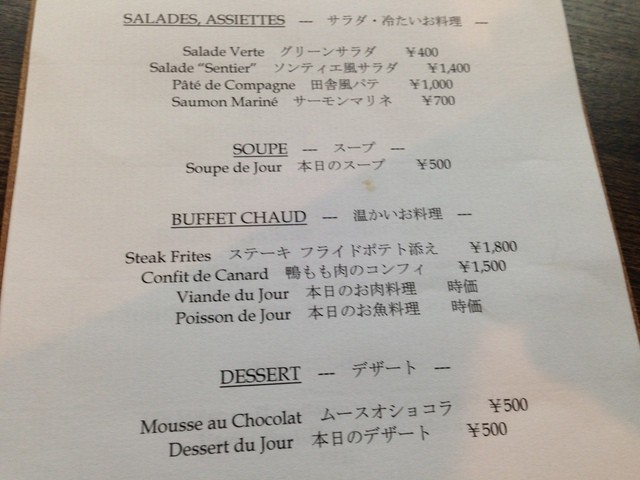 SALADES, ASSIETTES --- サラダ・冷たいお料理 ---
Salade Verte グリーンサラダ ¥400
Salade “Sentier” ソンティエ風サラダ ¥1,400
Pâté de Compagne 田舎風パテ ¥1,000
Saumon Mariné サーモンマリネ ¥700
SOUPE --- スープ ---
Soupe de Jour 本日のスープ ¥500
BUFFET CHAUD --- 温かいお料理 ---
Steak Frites ステーキ フライドポテト添え ¥1,800
Confit de Canard 鴨もも肉のコンフィ ¥1,500
Viande du Jour 本日のお肉料理 時価
Poisson de Jour 本日のお魚料理 時価
DESSERT --- デザート ---
Mousse au Chocolat ムースオショコラ ¥500
Dessert du Jour 本日のデザート ¥500